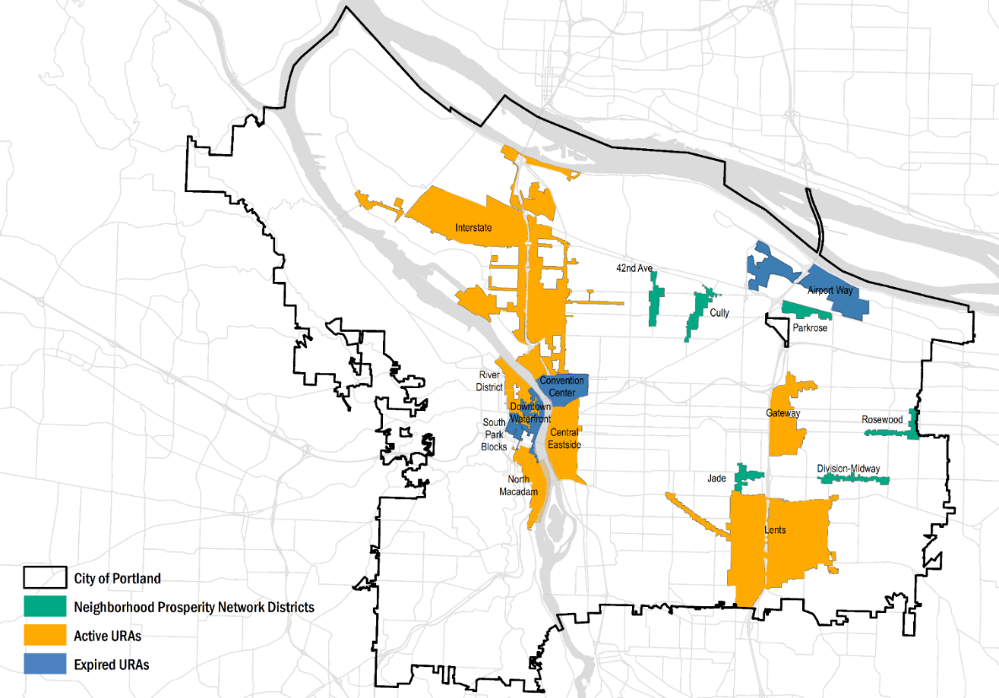 Interstate
42nd Ave
Cully
Airport Way
Parkrose
River
District
Convention
Center
Downtown
Waterfront
South
Park
Blocks
Central
Eastside
North
Macadam
Gateway
Rosewood
Division-Midway
Jade
Lents
City of Portland
Neighborhood Prosperity Network Districts
Active URAs
Expired URAs